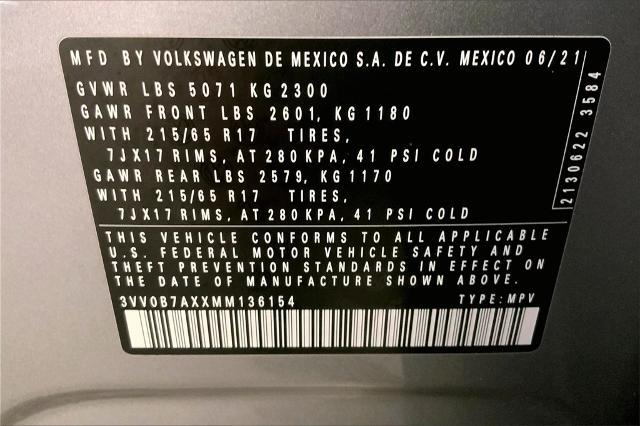 MFD BY VOLKSWAGEN DE MEXICO S.A. DE C.V. MEXICO 06/21
GVWR LBS 5071 KG 2300
GAWR FRONT LBS 2601, KG 1180
WITH 215/65 R17 TIRES,
7JX17 RIMS, AT 280 KPA, 41 PSI COLD
GAWR REAR LBS 2579, KG 1170
WITH 215/65 R17 TIRES,
7JX17 RIMS, AT 280 KPA, 41 PSI COLD
2130622 3584
THIS VEHICLE CONFORMS TO ALL APPLICABLE
U.S. FEDERAL MOTOR VEHICLE SAFETY AND
THEFT PREVENTION STANDARDS IN EFFECT ON
THE DATE OF MANUFACTURE SHOWN ABOVE.
3VV0B7AXXMM136154 TYPE: MPV